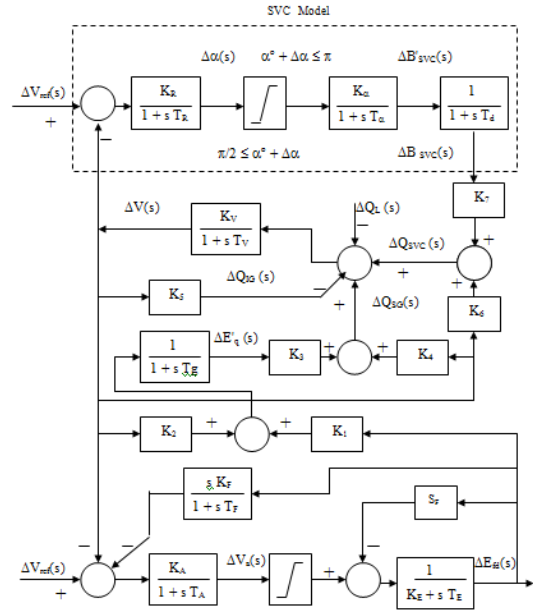 SVC Model
Δα(s) α° + Δα ≤ π ΔB'SVC(s)
ΔVref(s) + −
KR
1 + s TR
Kα
1 + s Tα
1
1 + s Td
π/2 ≤ α° + Δα ΔB SVC(s)
K7
ΔV(s)
KV
1 + s TV
ΔQL (s)
−
ΔQSVC (s)
+ + +
K5 ΔQIG (s) − +
ΔQSG(s)
K6
1
1 + s Tg
ΔE'q (s)
K3 + + K4
K2 + + K1
s KF
1 + s TF
SF
− − −
ΔVref(s) +
KA
1 + s TA
ΔVa(s) +
1
KE + s TE
ΔEfd(s)